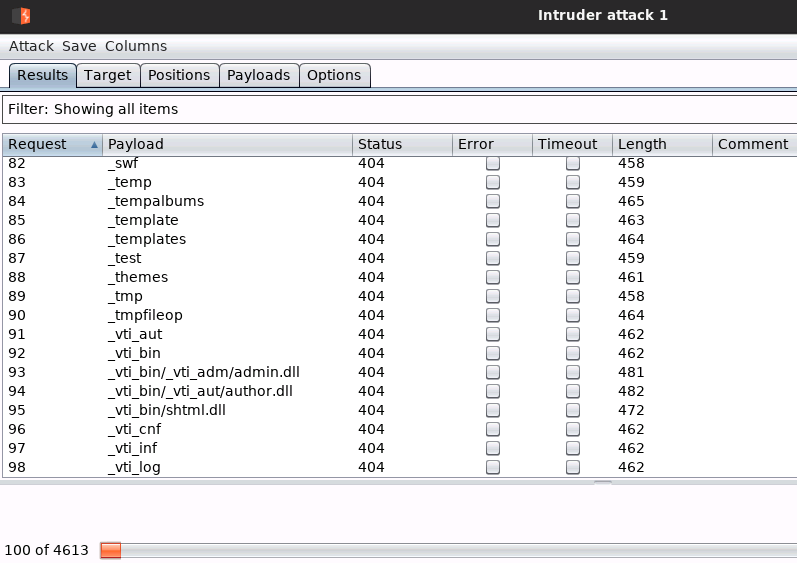 Intruder attack 1
Attack Save Columns
Results Target Positions Payloads Options
Filter: Showing all items
Request Payload Status Error Timeout Length Comment
82 _swf 404 458
83 _temp 404 459
84 _tempalbums 404 465
85 _template 404 463
86 _templates 404 464
87 _test 404 459
88 _themes 404 461
89 _tmp 404 458
90 _tmpfileop 404 464
91 _vti_aut 404 462
92 _vti_bin 404 462
93 _vti_bin/_vti_adm/admin.dll 404 481
94 _vti_bin/_vti_aut/author.dll 404 482
95 _vti_bin/shtml.dll 404 472
96 _vti_cnf 404 462
97 _vti_inf 404 462
98 _vti_log 404 462
100 of 4613